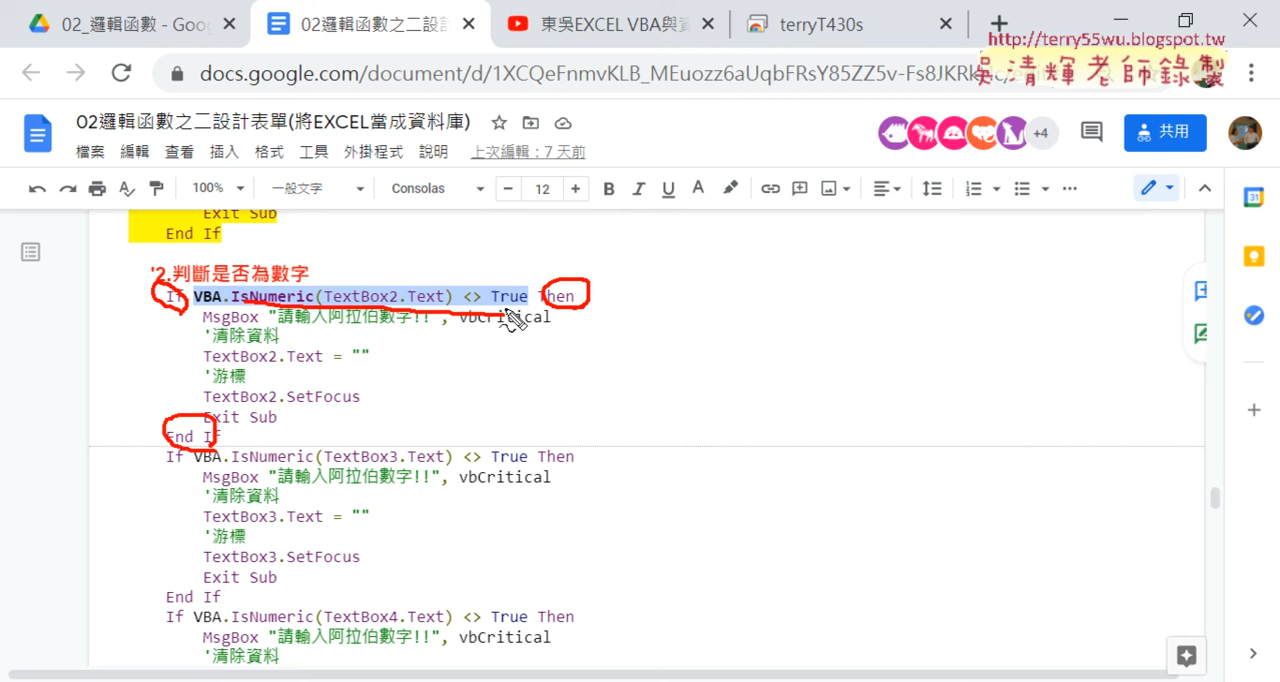 02_邏輯函數 - Goo
02邏輯函數之二設計
東吳EXCEL VBA與資
terryT430s
http://terry55wu.blogspot.tw
docs.google.com/document/d/1XCQeFnmvKLB_MEuozz6aUqbFRsY85ZZ5v-Fs8JKRk
吳清輝老師錄製
02邏輯函數之二設計表單(將EXCEL當成資料庫)
+4
共用
檔案 編輯 查看 插入 格式 工具 外掛程式 說明 上次編輯：7 天前
100% 一般文字 Consolas 12 B I U A
31
Exit Sub
End If
'2.判斷是否為數字
If VBA.IsNumeric(TextBox2.Text) <> True Then
MsgBox "請輸入阿拉伯數字!!", vbCritical
'清除資料
TextBox2.Text = ""
'游標
TextBox2.SetFocus
Exit Sub
End If
If VBA.IsNumeric(TextBox3.Text) <> True Then
MsgBox "請輸入阿拉伯數字!!", vbCritical
'清除資料
TextBox3.Text = ""
'游標
TextBox3.SetFocus
Exit Sub
End If
If VBA.IsNumeric(TextBox4.Text) <> True Then
MsgBox "請輸入阿拉伯數字!!", vbCritical
'清除資料